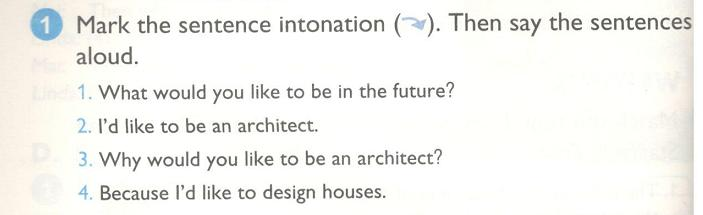 1 Mark the sentence intonation (↷). Then say the sentences
aloud.
1. What would you like to be in the future?
2. I'd like to be an architect.
3. Why would you like to be an architect?
4. Because I'd like to design houses.